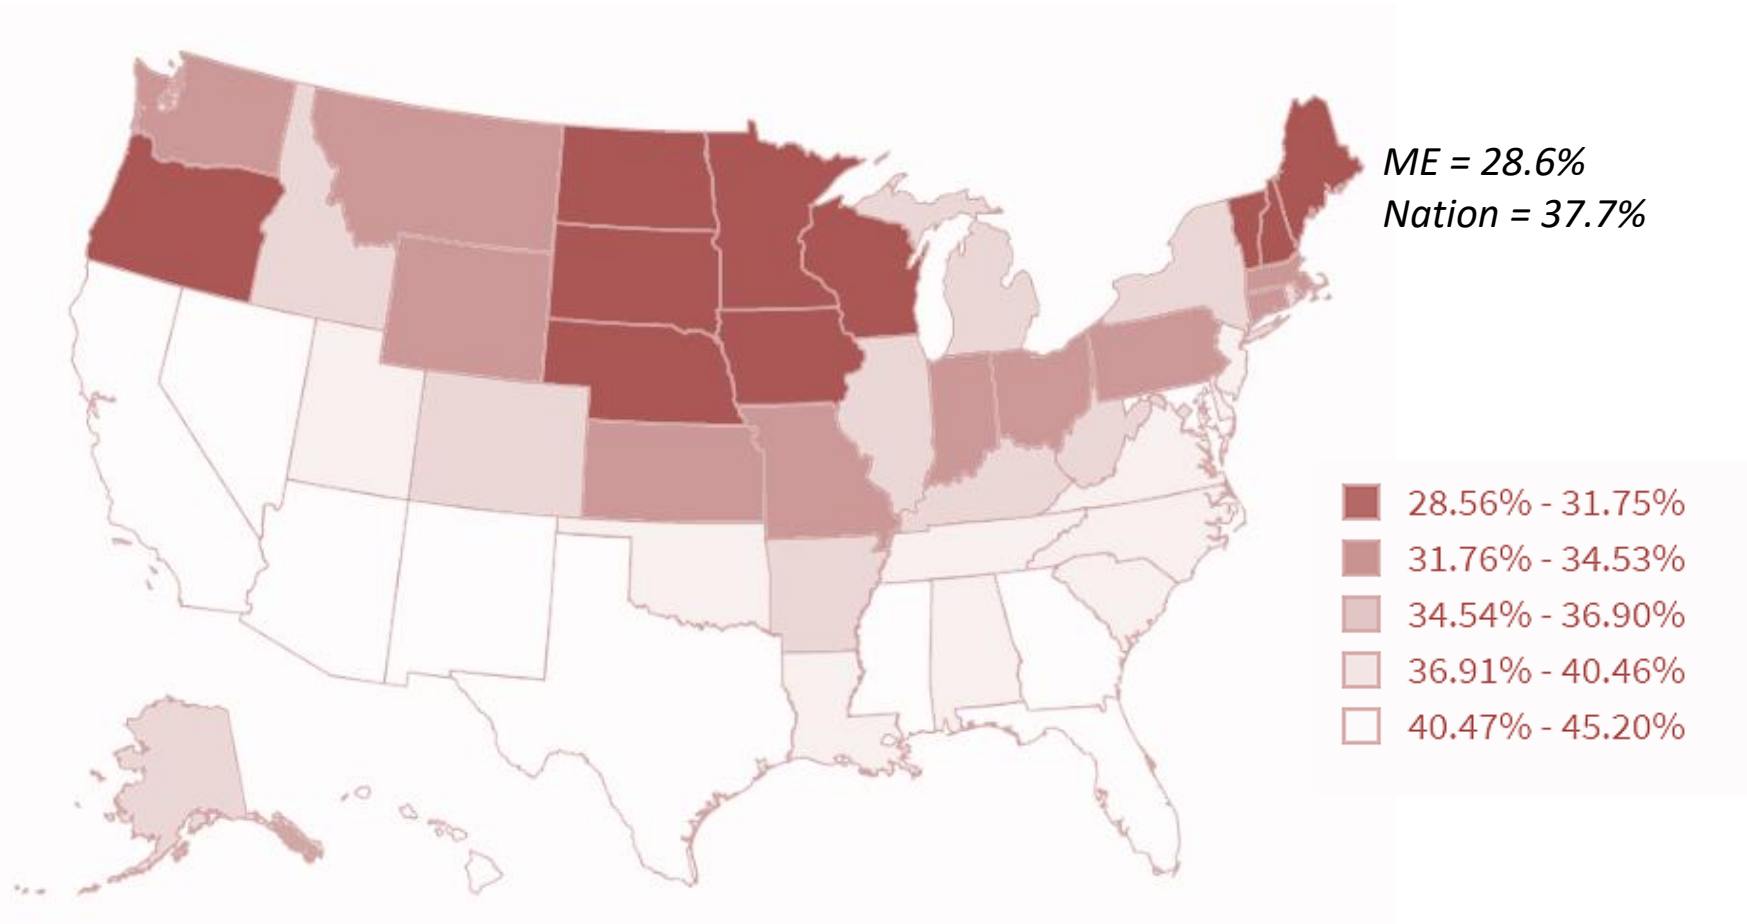 ME = 28.6%
Nation = 37.7%
28.56% - 31.75%
31.76% - 34.53%
34.54% - 36.90%
36.91% - 40.46%
40.47% - 45.20%